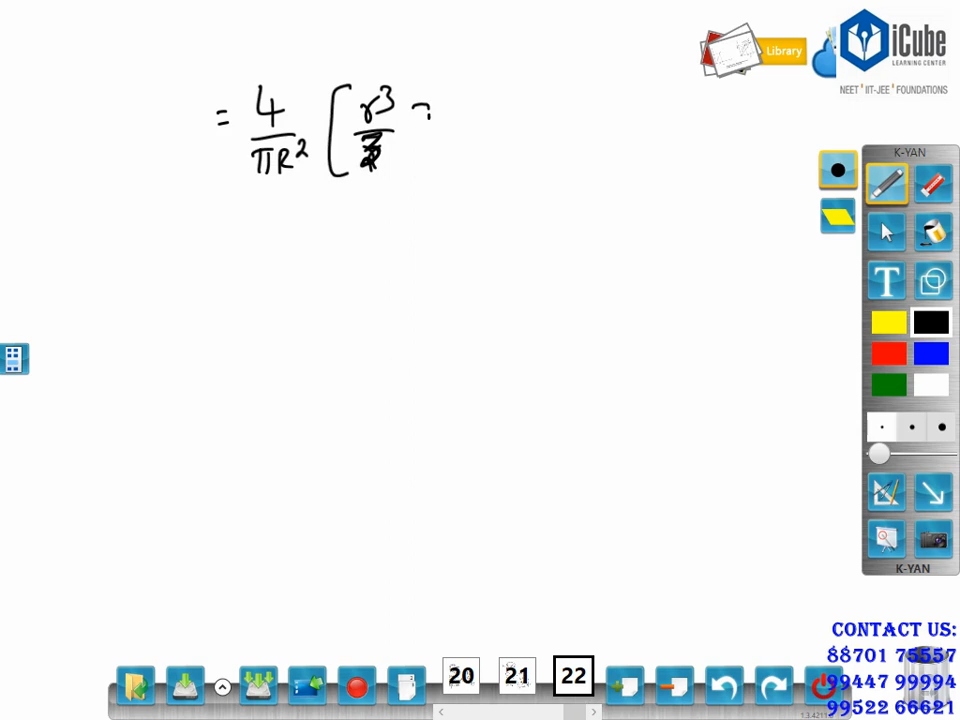 Library
iCube
LEARNING CENTER
NEET IIT-JEE FOUNDATIONS
= 4/πR² [ r³/
K-YAN
T
K-YAN
CONTACT US:
88701 75557
99447 99994
99522 66621
20 21 22